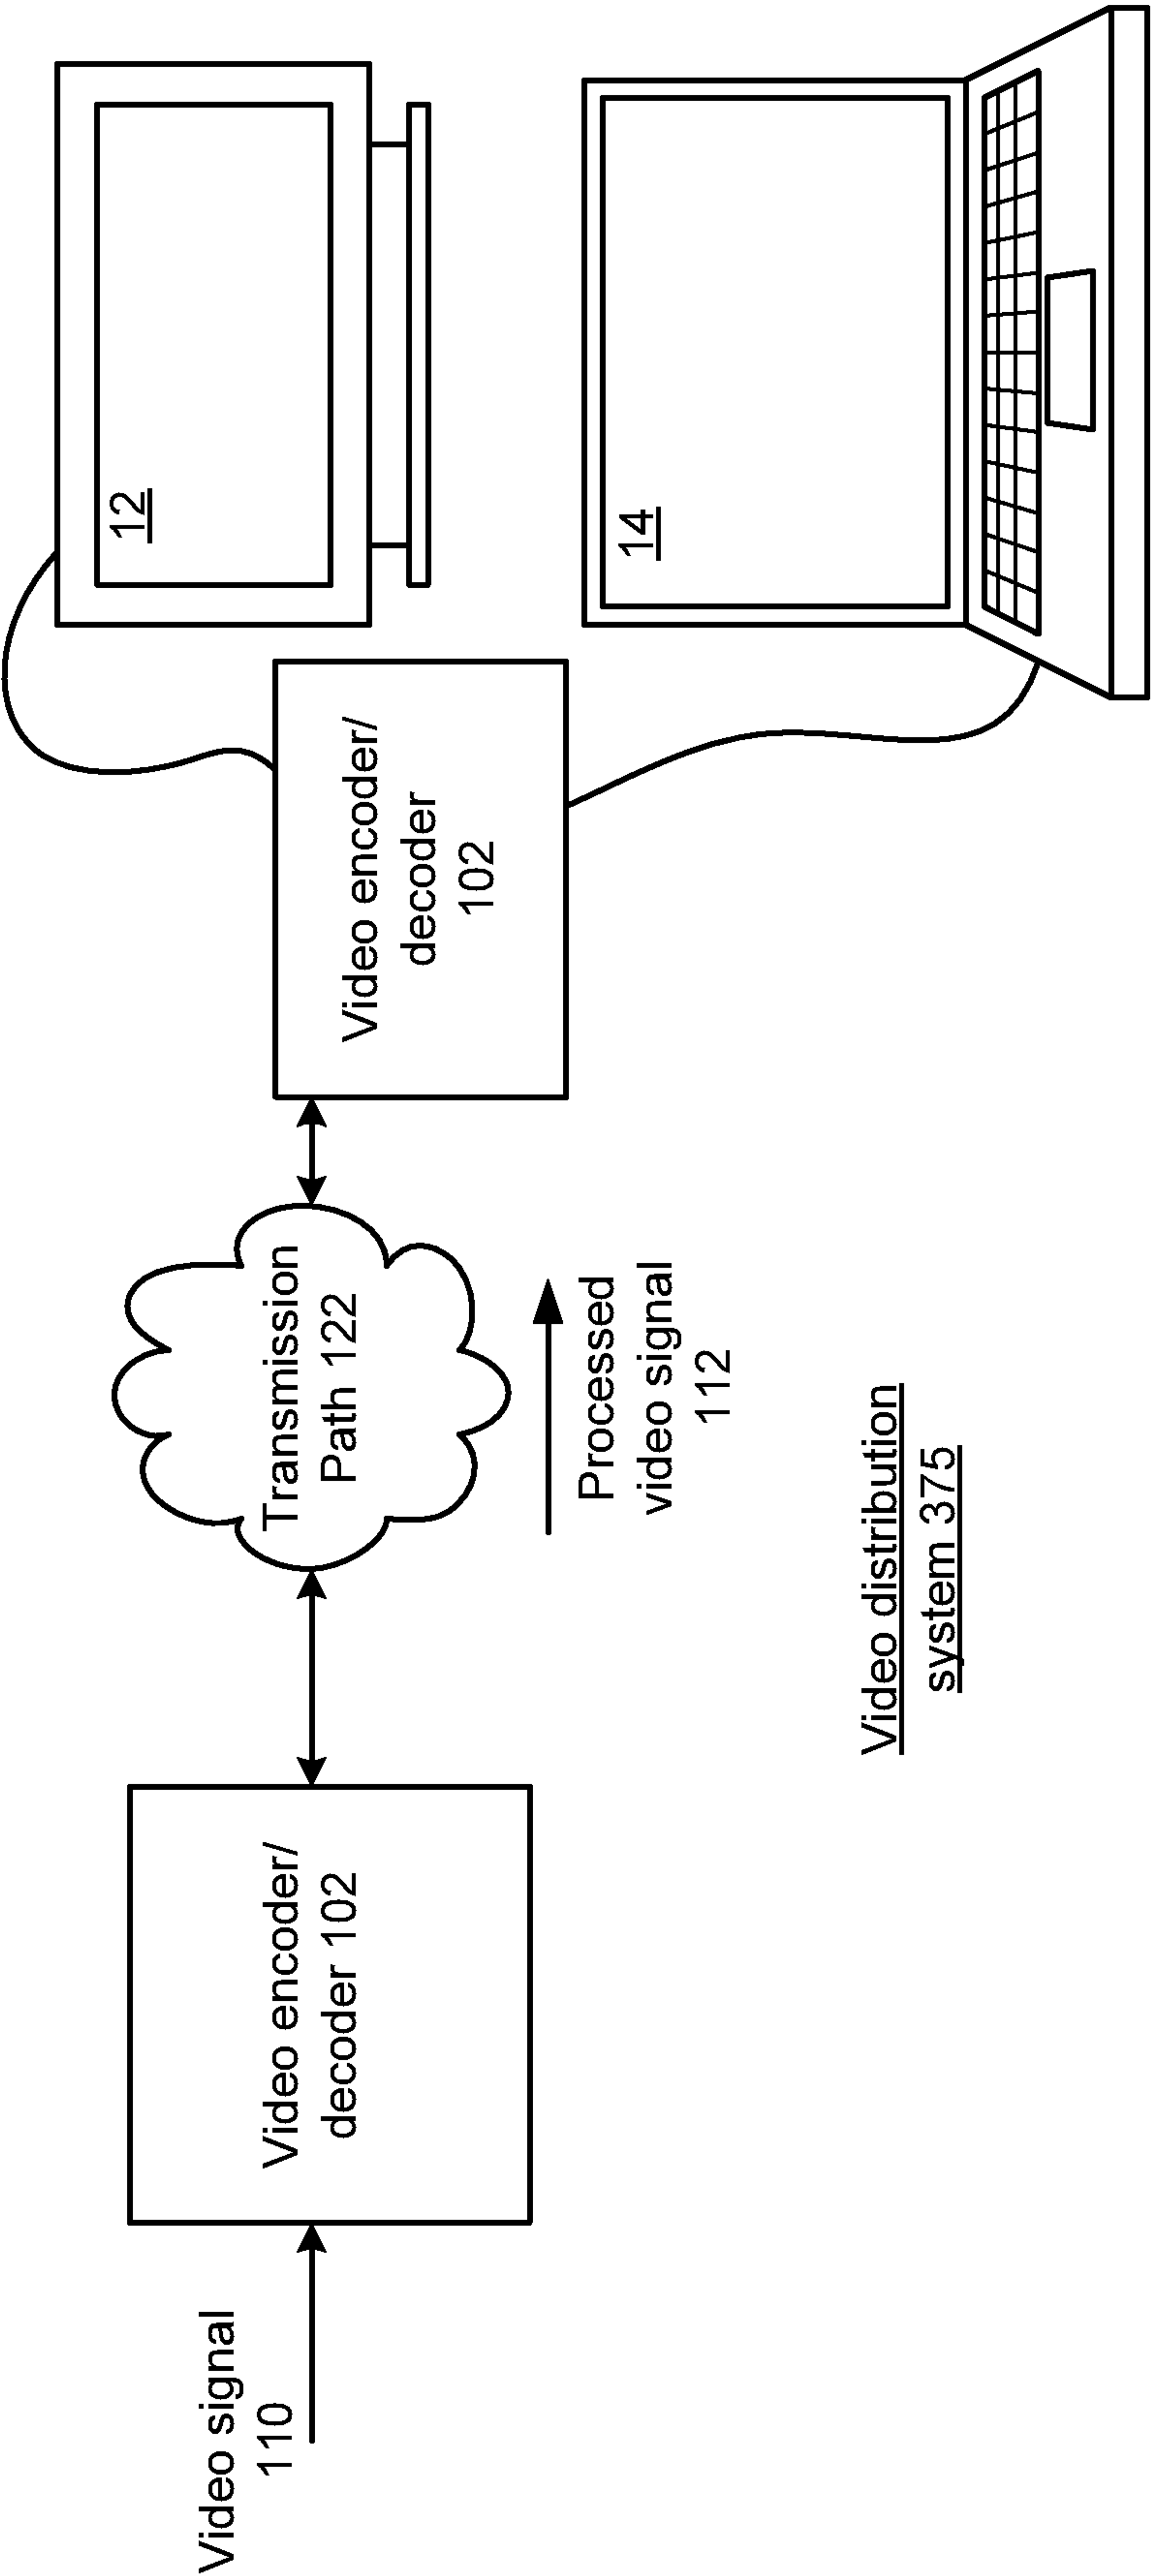 Video signal
110
Video encoder/
decoder 102
Transmission
Path 122
Processed
video signal
112
Video encoder/
decoder
102
12
14
Video distribution
system 375